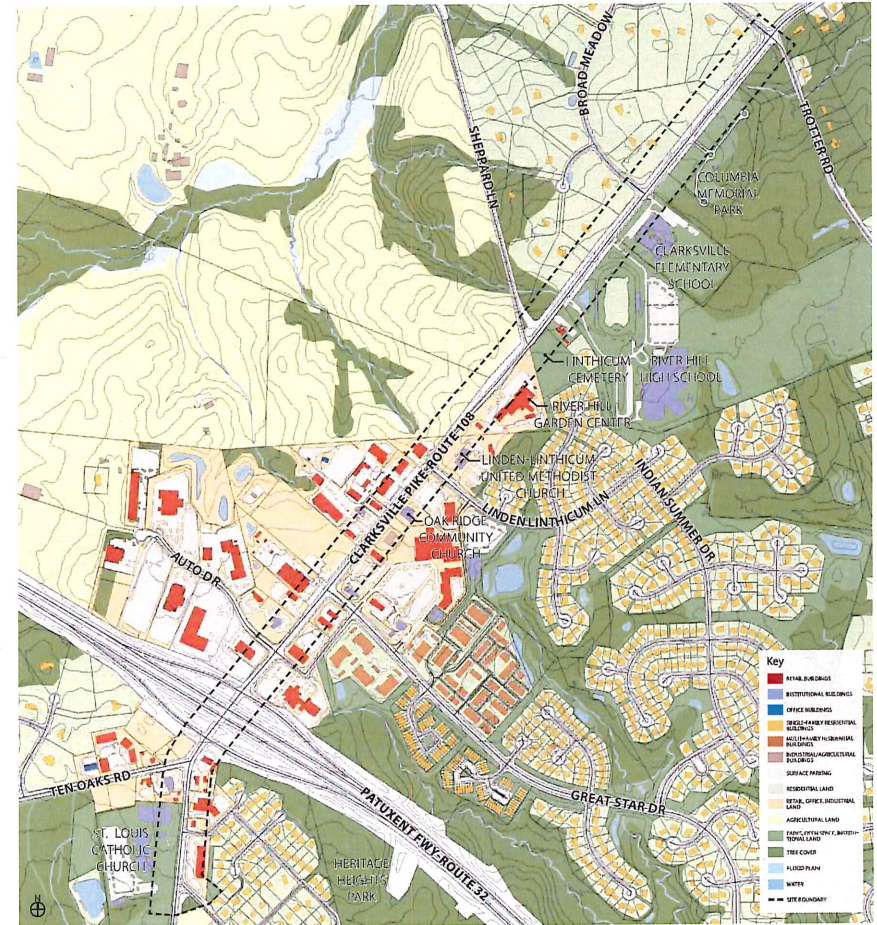 BROAD MEADOW
SHEPPARD LN
TROTTER RD
COLUMBIA
MEMORIAL
PARK
CLARKSVILLE
ELEMENTARY
SCHOOL
LINTHICUM
CEMETERY
RIVER HILL
HIGH SCHOOL
RIVER HILL
GARDEN CENTER
CLARKSVILLE PIKE-ROUTE 108
LINDEN-LINTHICUM
UNITED METHODIST
CHURCH
LINDEN LINTHICUM LN
INDIAN SUMMER DR
OAK RIDGE
COMMUNITY
CHURCH
AUTO DR
TEN OAKS RD
GREAT STAR DR
PATUXENT FWY-ROUTE 32
ST. LOUIS
CATHOLIC
CHURCH
HERITAGE
HEIGHTS
PARK
N
Key
RETAIL BUILDINGS
INSTITUTIONAL BUILDINGS
OFFICE BUILDINGS
SINGLE-FAMILY RESIDENTIAL
BUILDINGS
MULTI-FAMILY RESIDENTIAL
BUILDINGS
INDUSTRIAL/AGRICULTURAL
BUILDINGS
SURFACE PARKING
RESIDENTIAL LAND
RETAIL, OFFICE, INDUSTRIAL
LAND
AGRICULTURAL LAND
PARKS, OPEN SPACE, INSTITU-
TIONAL LAND
TREE COVER
FLOOD PLAIN
WATER
SITE BOUNDARY